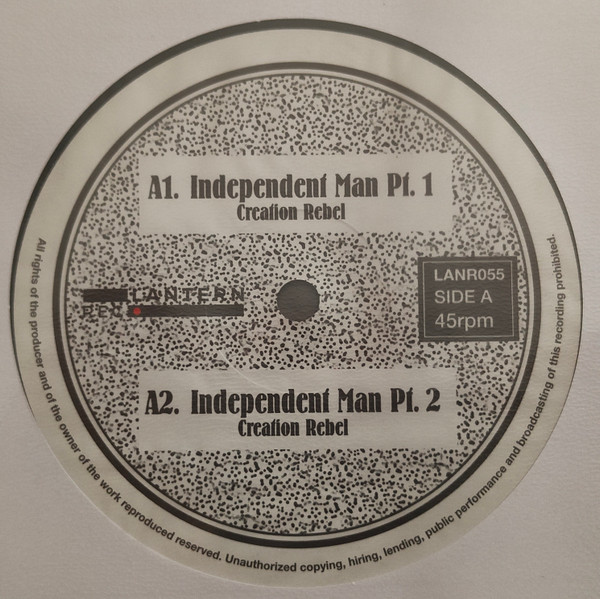 A1. Independent Man Pt. 1
Creation Rebel
LANTERN
REC.
LANR055
SIDE A
45rpm
A2. Independent Man Pt. 2
Creation Rebel
All rights of the producer and of the owner of the work reproduced reserved. Unauthorized copying, hiring, lending, public performance and broadcasting of this recording prohibited.